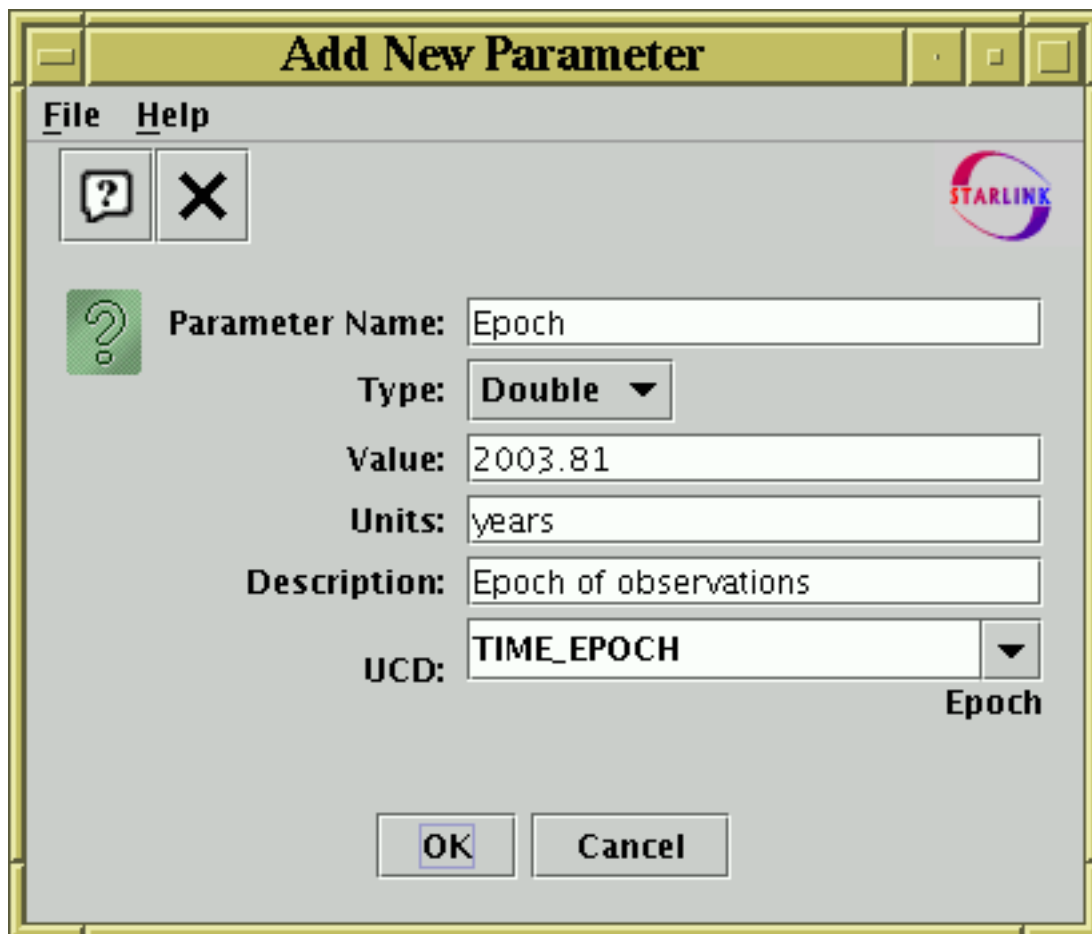 Add New Parameter
File Help
?
STARLINK
?
Parameter Name: Epoch
Type: Double
Value: 2003.81
Units: years
Description: Epoch of observations
UCD: TIME_EPOCH
Epoch
OK Cancel